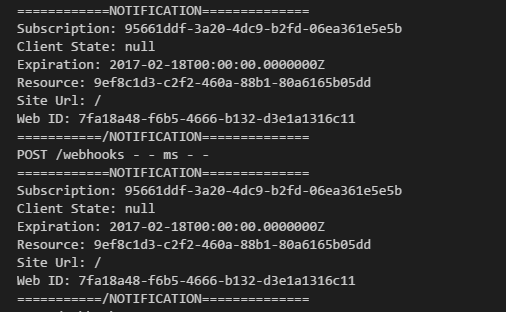 ============NOTIFICATION==============
Subscription: 95661ddf-3a20-4dc9-b2fd-06ea361e5e5b
Client State: null
Expiration: 2017-02-18T00:00:00.0000000Z
Resource: 9ef8c1d3-c2f2-460a-88b1-80a6165b05dd
Site Url: /
Web ID: 7fa18a48-f6b5-4666-b132-d3e1a1316c11
===========/NOTIFICATION==============
POST /webhooks - - ms - -
============NOTIFICATION==============
Subscription: 95661ddf-3a20-4dc9-b2fd-06ea361e5e5b
Client State: null
Expiration: 2017-02-18T00:00:00.0000000Z
Resource: 9ef8c1d3-c2f2-460a-88b1-80a6165b05dd
Site Url: /
Web ID: 7fa18a48-f6b5-4666-b132-d3e1a1316c11
===========/NOTIFICATION==============